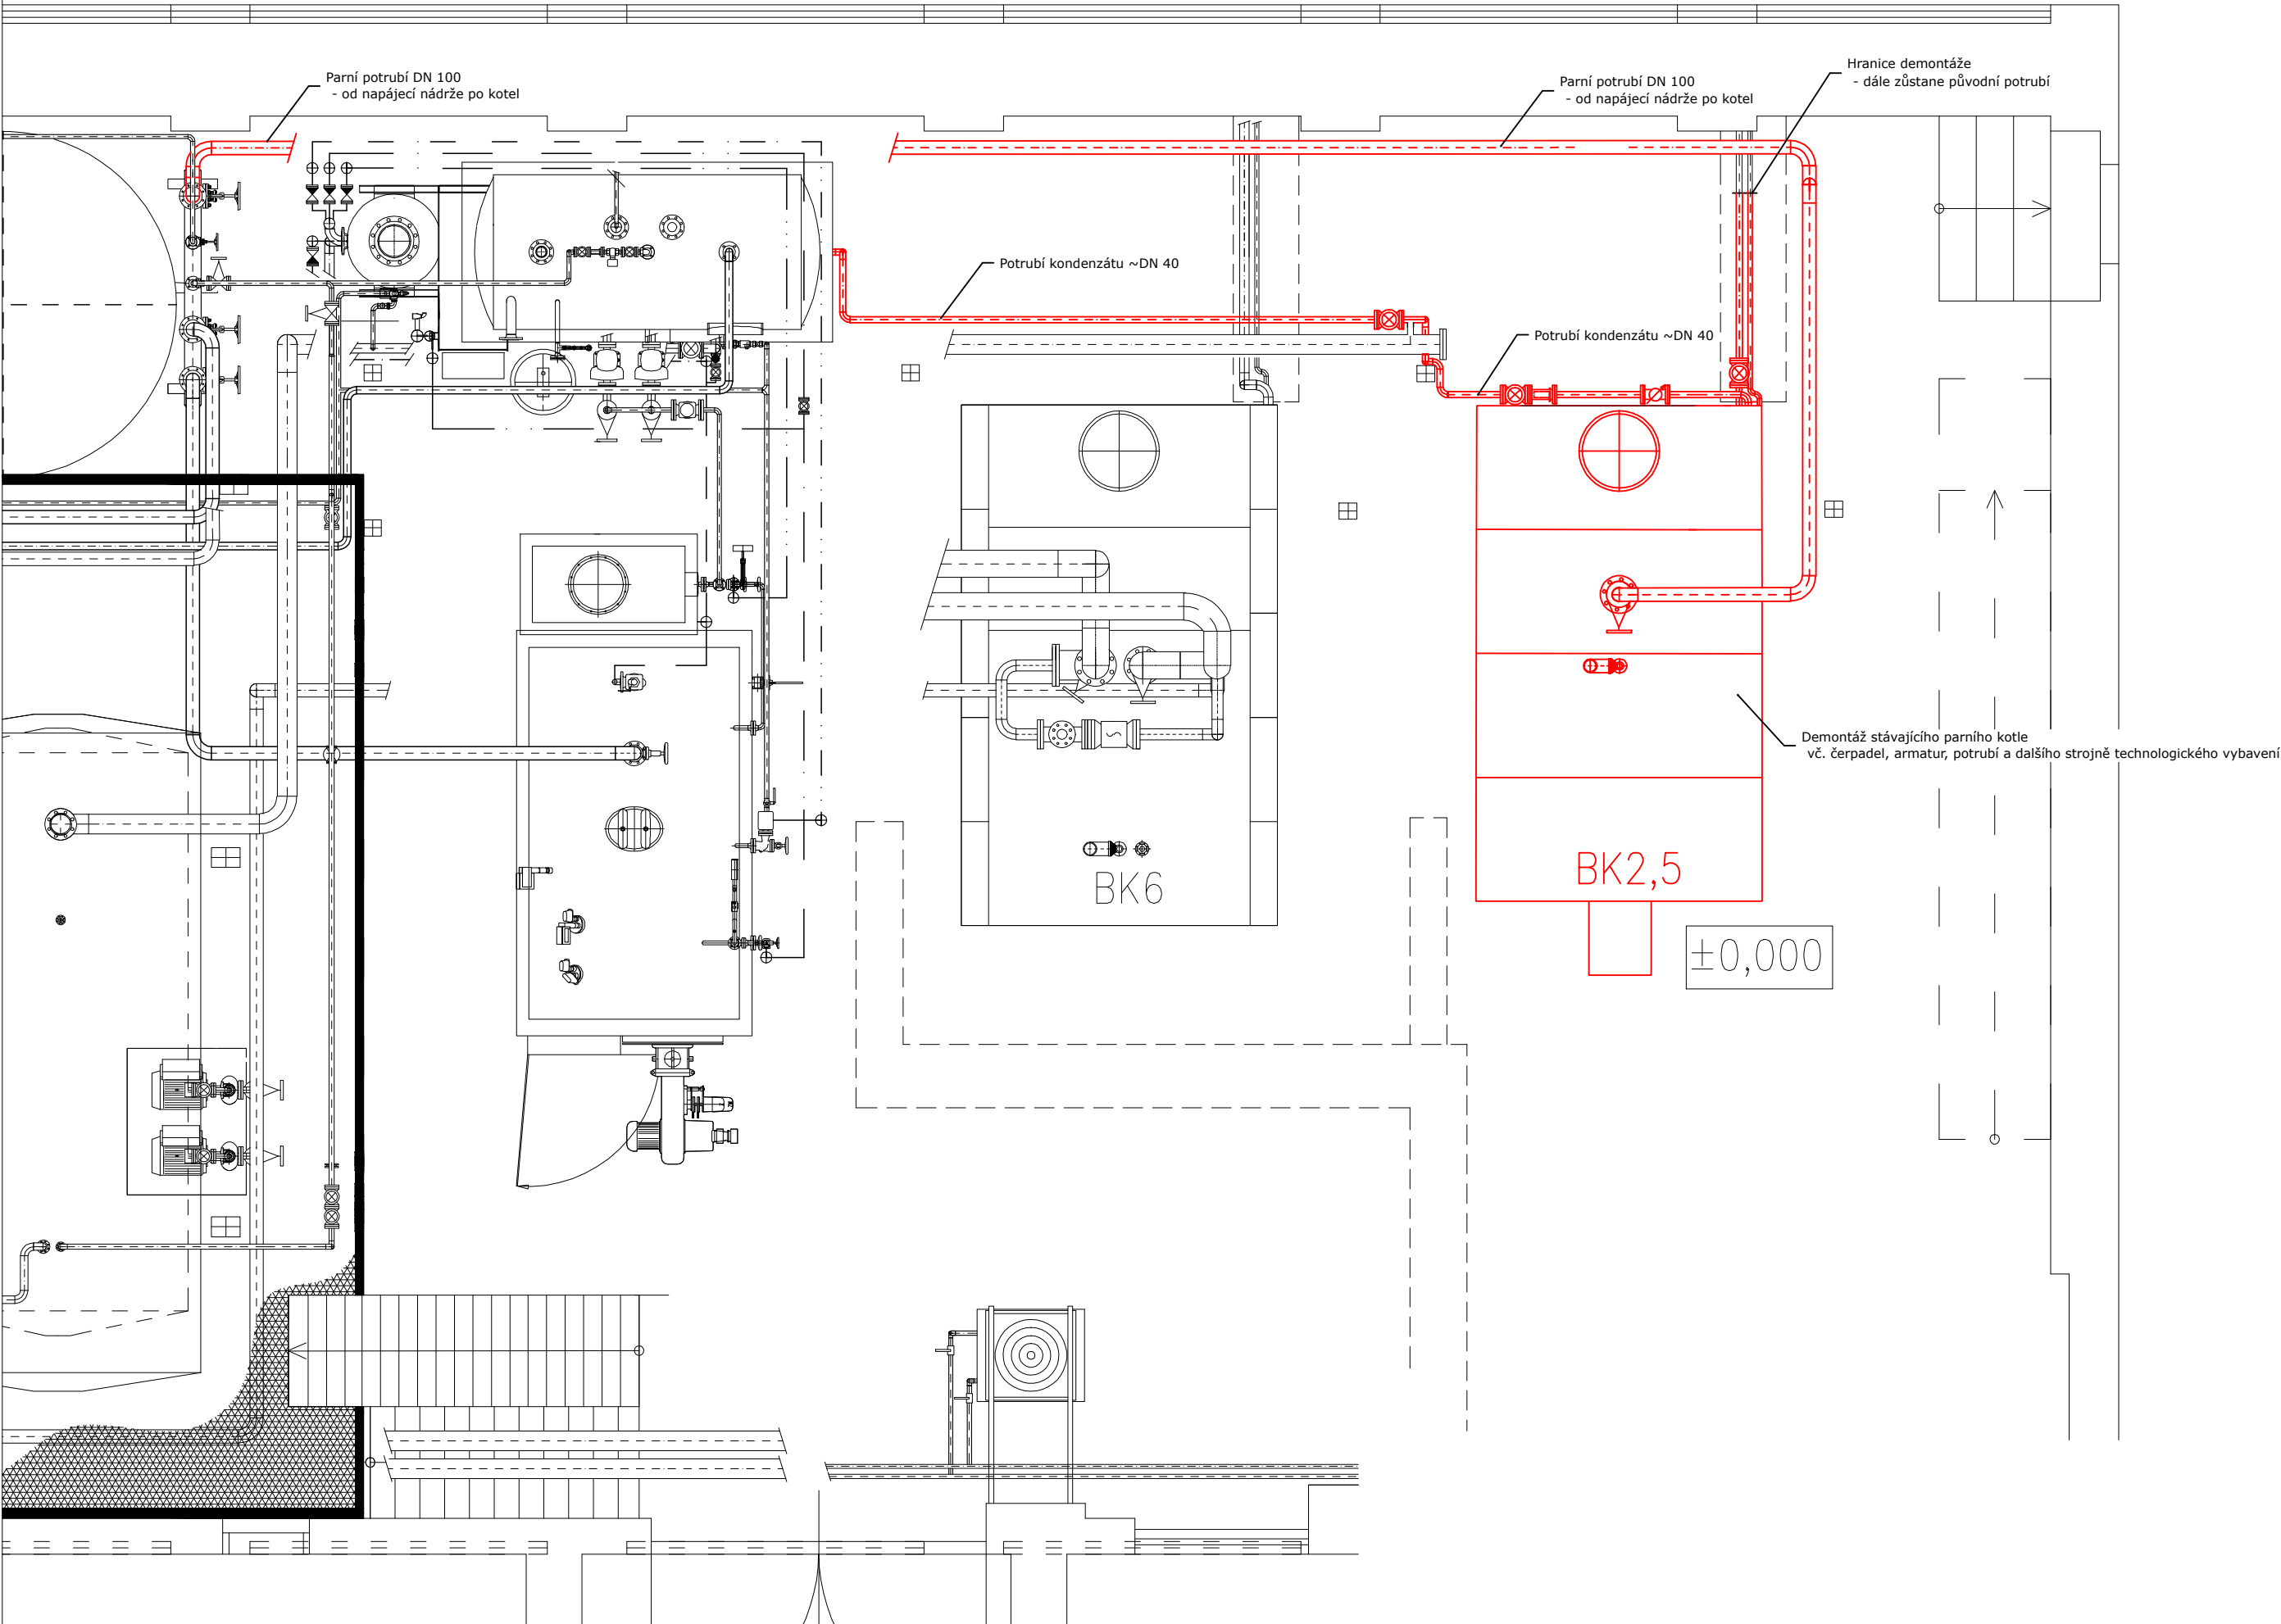 Hranice demontáže
- dále zůstane původní potrubí
Parní potrubí DN 100
- od napájecí nádrže po kotel
Parní potrubí DN 100
- od napájecí nádrže po kotel
Potrubí kondenzátu ~DN 40
Potrubí kondenzátu ~DN 40
Demontáž stávajícího parního kotle
vč. čerpadel, armatur, potrubí a dalšího strojně technologického vybavení
BK2,5
BK6
±0,000